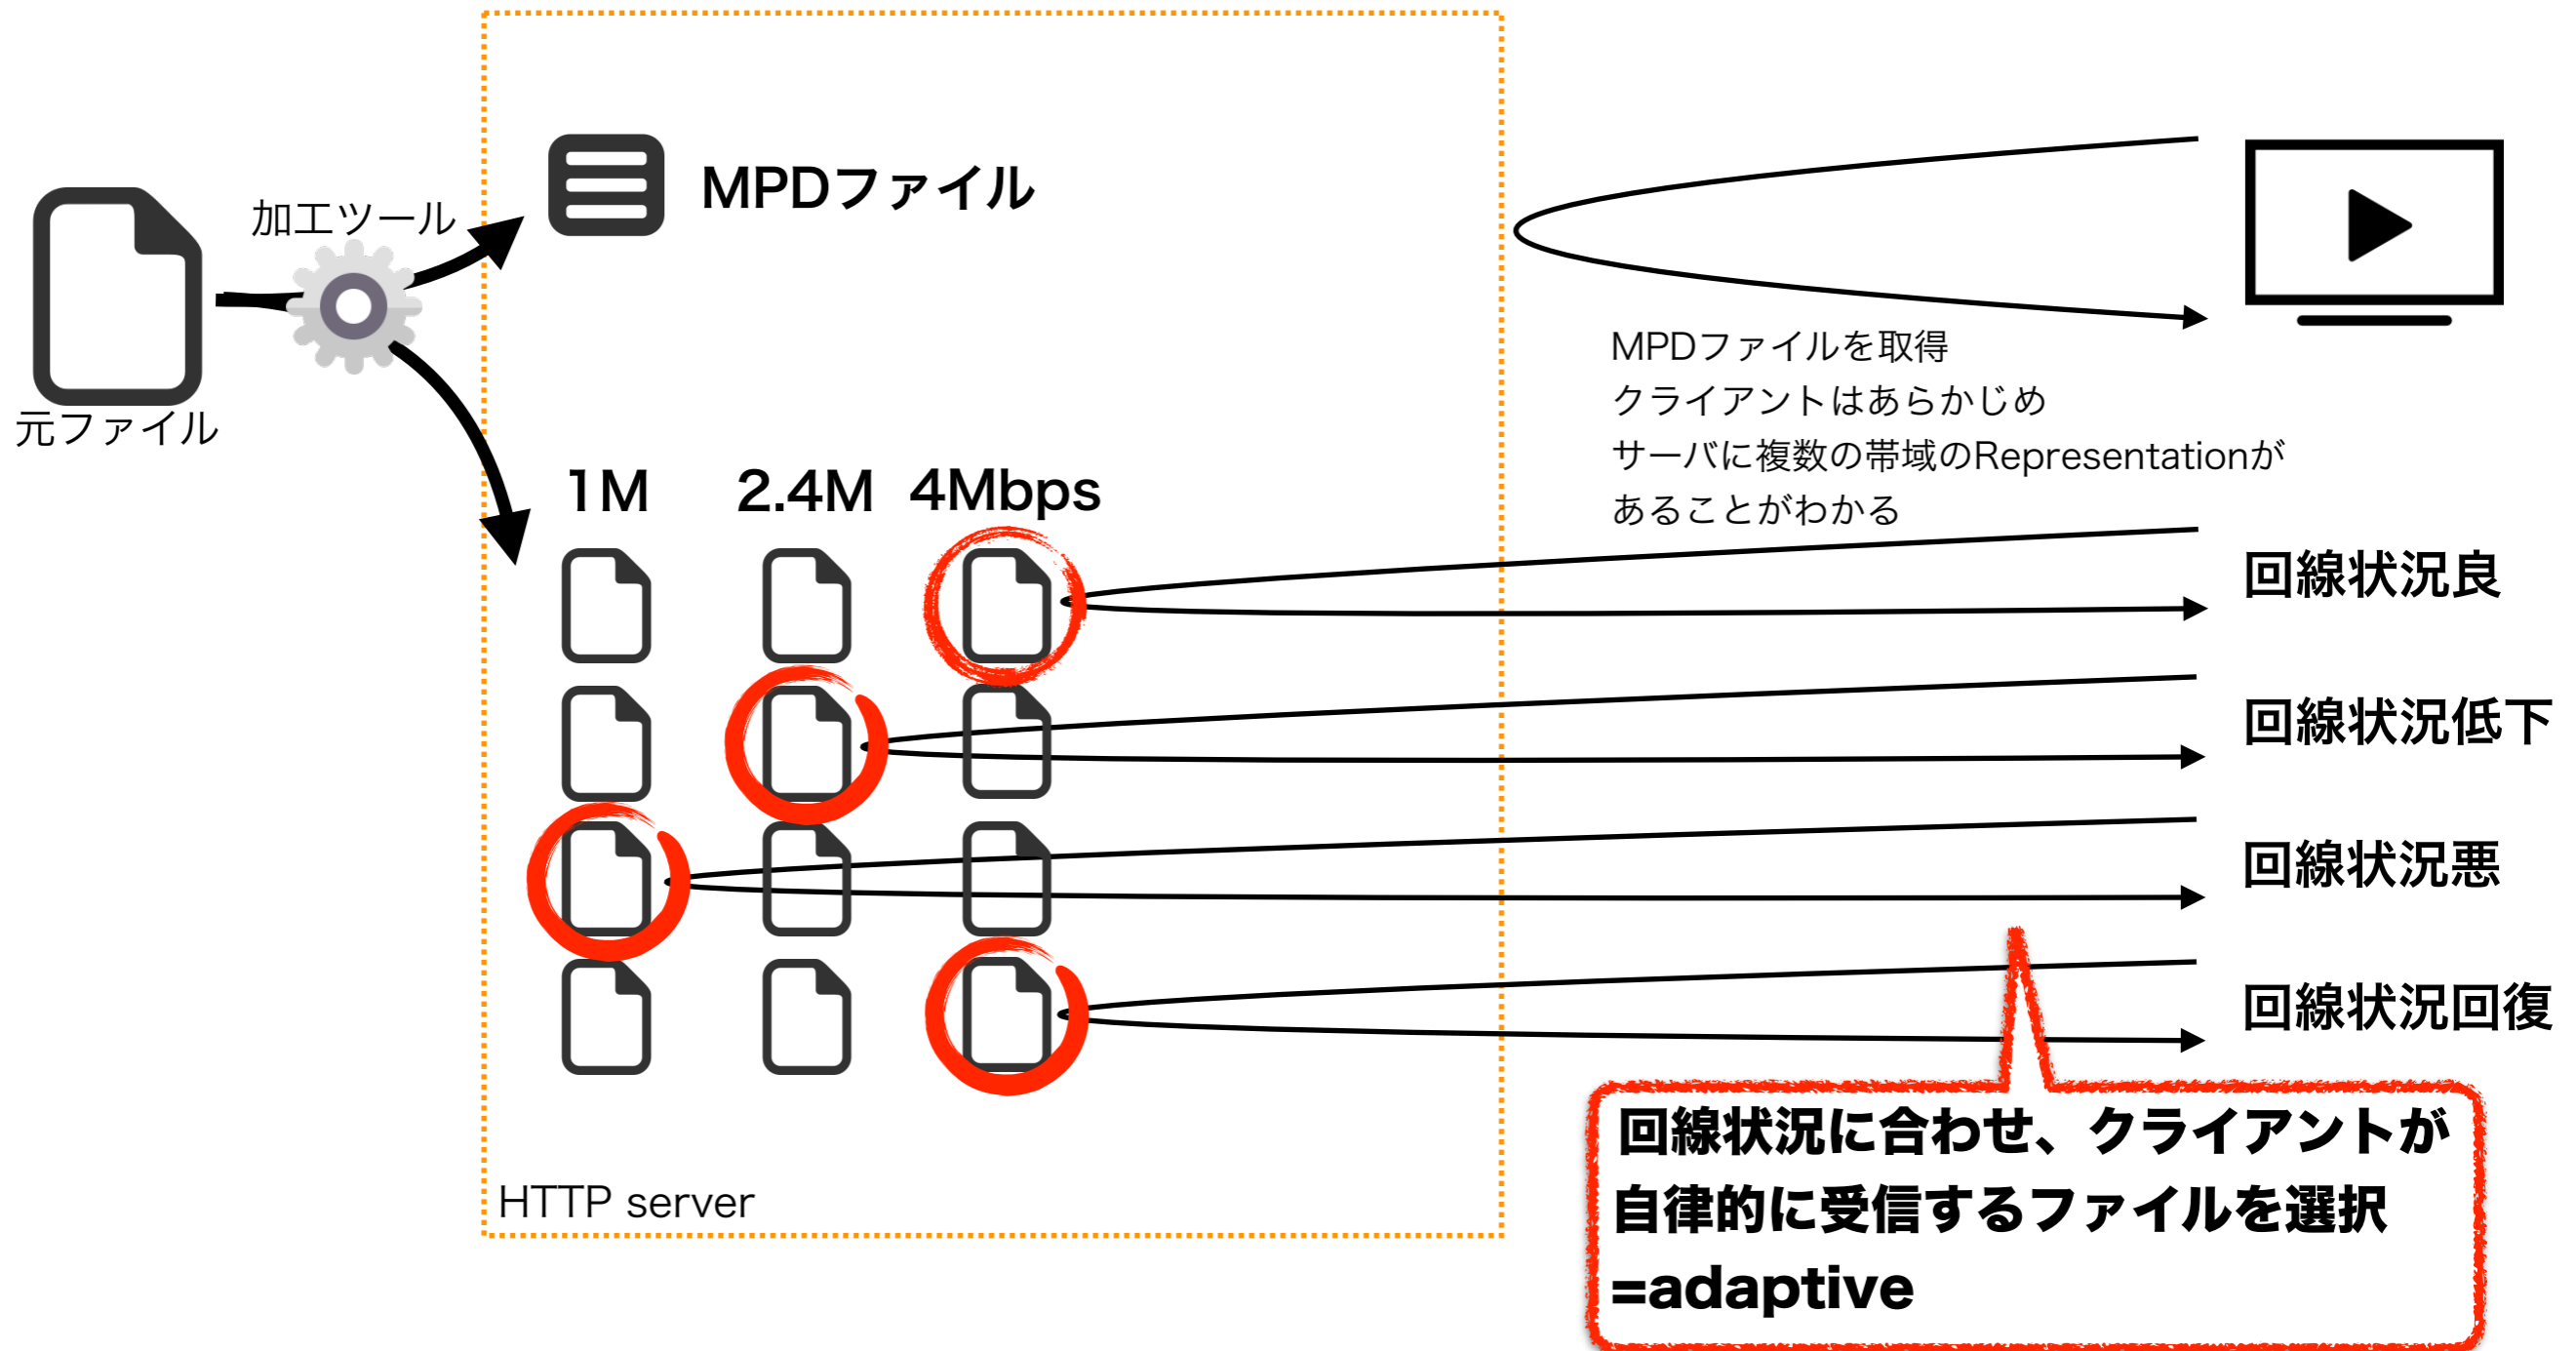 加工ツール
元ファイル
MPDファイル
1M 2.4M 4Mbps
HTTP server
MPDファイルを取得
クライアントはあらかじめ
サーバに複数の帯域のRepresentationが
あることがわかる
回線状況良
回線状況低下
回線状況悪
回線状況回復
回線状況に合わせ、クライアントが
自律的に受信するファイルを選択
=adaptive